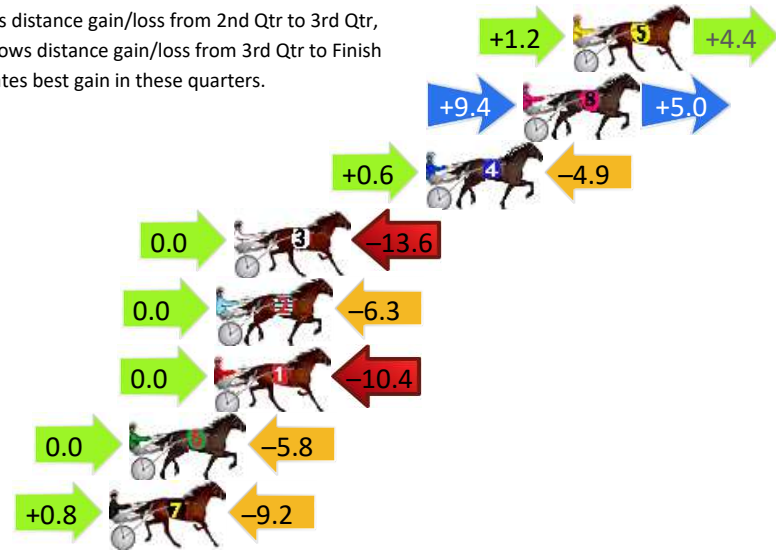 s distance gain/loss from 2nd Qtr to 3rd Qtr,
ows distance gain/loss from 3rd Qtr to Finish
ates best gain in these quarters.
+1.2 5 +4.4
+9.4 8 +5.0
+0.6 4 –4.9
0.0 3 –13.6
0.0 2 –6.3
0.0 1 –10.4
0.0 6 –5.8
+0.8 7 –9.2